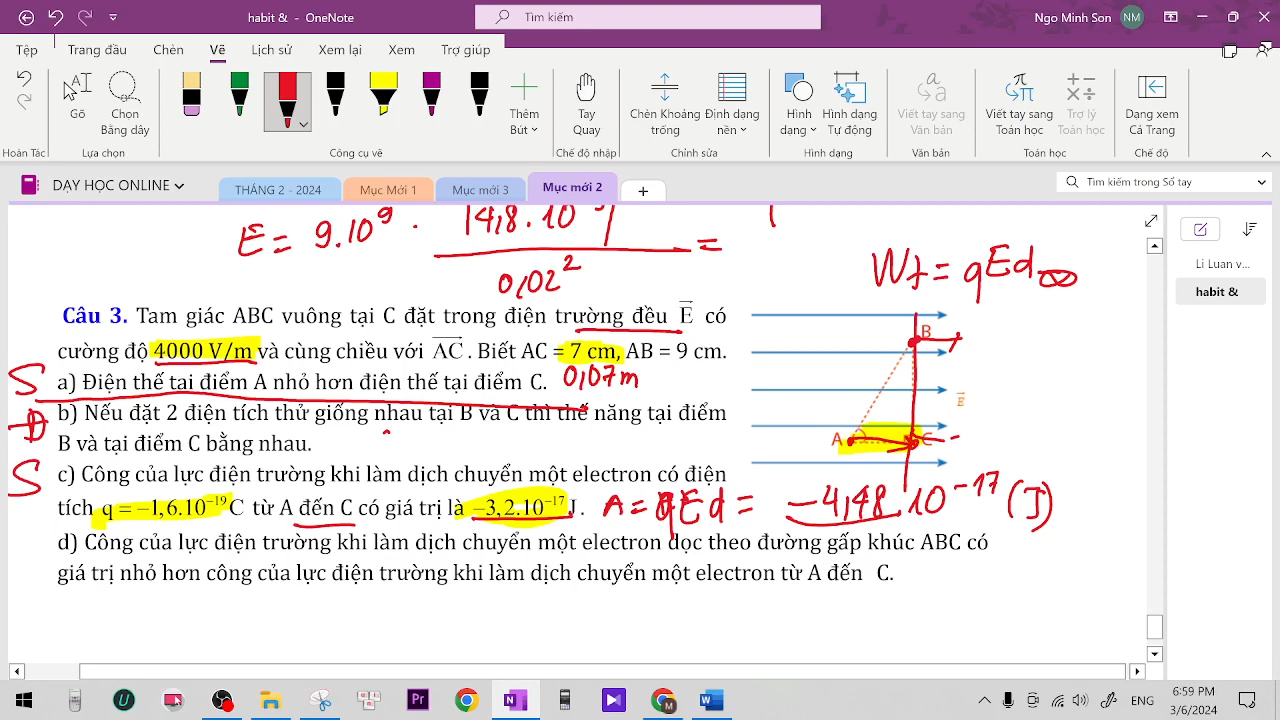 habit & - OneNote
Tìm kiếm
Ngo Minh Son
NM
Tệp Trang đầu Chèn Vẽ Lịch sử Xem lại Xem Trợ giúp
Gõ
Chọn Bằng dây
Thêm Bút
Tay Quay
Chèn Khoảng trống
Định dạng nền
Hình dạng
Hình dạng Tự động
Viết tay sang Văn bản
Viết tay sang Toán học
Trợ lý Toán học
Dạng xem Cả Trang
Hoàn Tác Lựa chọn Công cụ vẽ Chế độ nhập Chỉnh sửa Hình dạng Văn bản Toán học Chế độ
DẠY HỌC ONLINE
THÁNG 2 - 2024
Mục Mới 1
Mục mới 3
Mục mới 2
+
Tìm kiếm trong Sổ tay
Li Luan v...
habit &
E = 9.10^9 . =
0,02^2
Wt = qEd∞
Câu 3. Tam giác ABC vuông tại C đặt trong điện trường đều E⃗ có
cường độ 4000 V/m và cùng chiều với AC⃗. Biết AC = 7 cm, AB = 9 cm.
0,07m
S a) Điện thế tại điểm A nhỏ hơn điện thế tại điểm C.
Đ b) Nếu đặt 2 điện tích thử giống nhau tại B và C thì thế năng tại điểm
B và tại điểm C bằng nhau.
S c) Công của lực điện trường khi làm dịch chuyển một electron có điện
tích q = −1,6.10⁻¹⁹ C từ A đến C có giá trị là −3,2.10⁻¹⁷ J.
A = qEd = −4,48.10⁻¹⁷ (J)
d) Công của lực điện trường khi làm dịch chuyển một electron dọc theo đường gấp khúc ABC có
giá trị nhỏ hơn công của lực điện trường khi làm dịch chuyển một electron từ A đến C.
B
E⃗
A
C
ENG
6:59 PM
3/6/2024